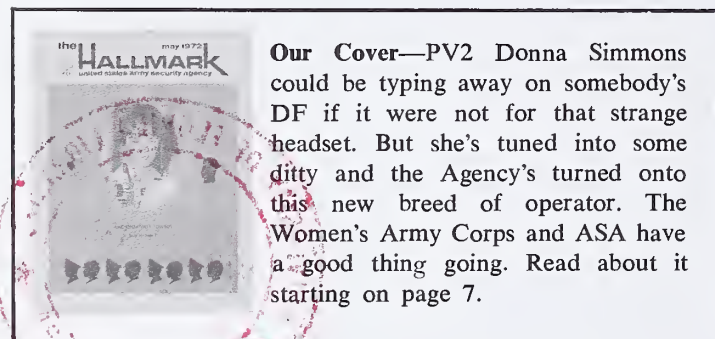 the
may 1972
HALLMARK
united states army security agency
Our Cover—PV2 Donna Simmons
could be typing away on somebody's
DF if it were not for that strange
headset. But she's tuned into some
ditty and the Agency's turned onto
this new breed of operator. The
Women's Army Corps and ASA have
a good thing going. Read about it
starting on page 7.